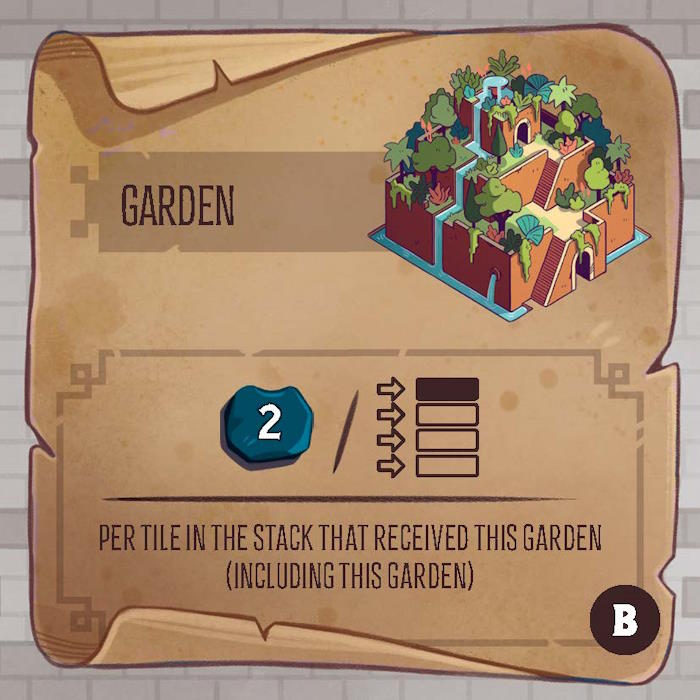 GARDEN
2
PER TILE IN THE STACK THAT RECEIVED THIS GARDEN
(INCLUDING THIS GARDEN)
B